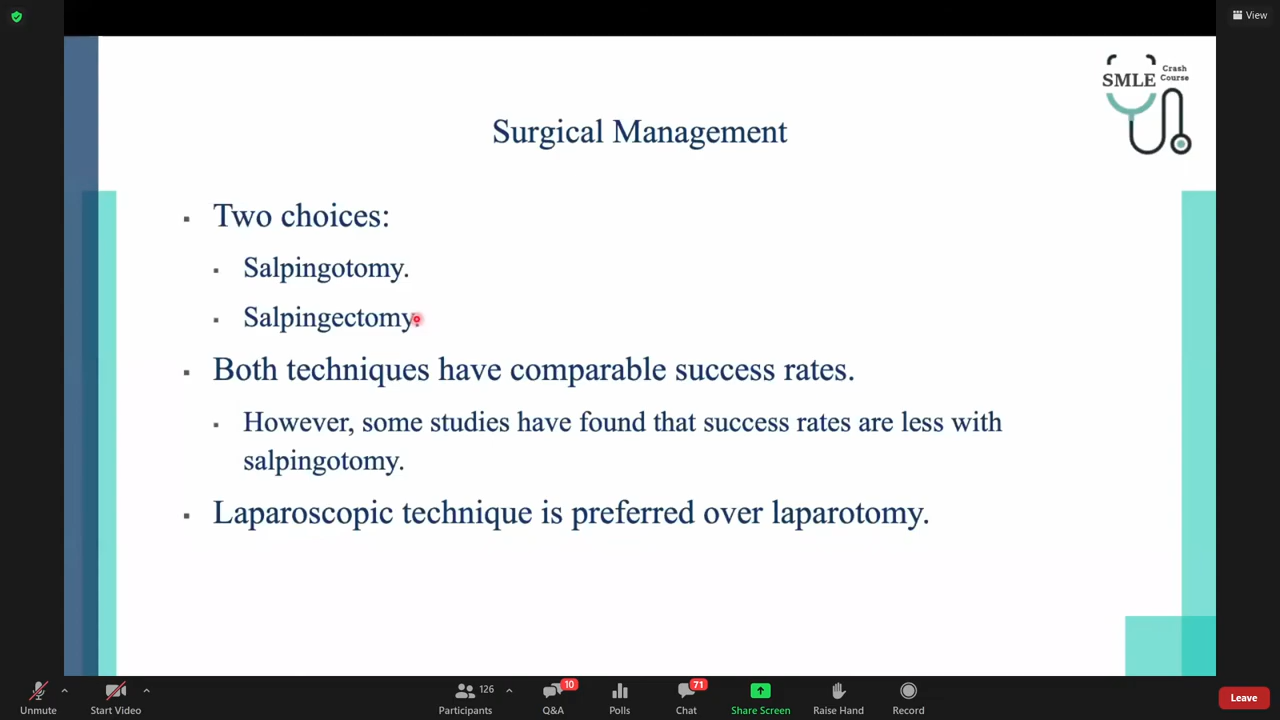 View
SMLE Crash Course
Surgical Management
Two choices:
Salpingotomy.
Salpingectomy.
Both techniques have comparable success rates.
However, some studies have found that success rates are less with
salpingotomy.
Laparoscopic technique is preferred over laparotomy.
Unmute
Start Video
126
Participants
10
Q&A
Polls
71
Chat
Share Screen
Raise Hand
Record
Leave